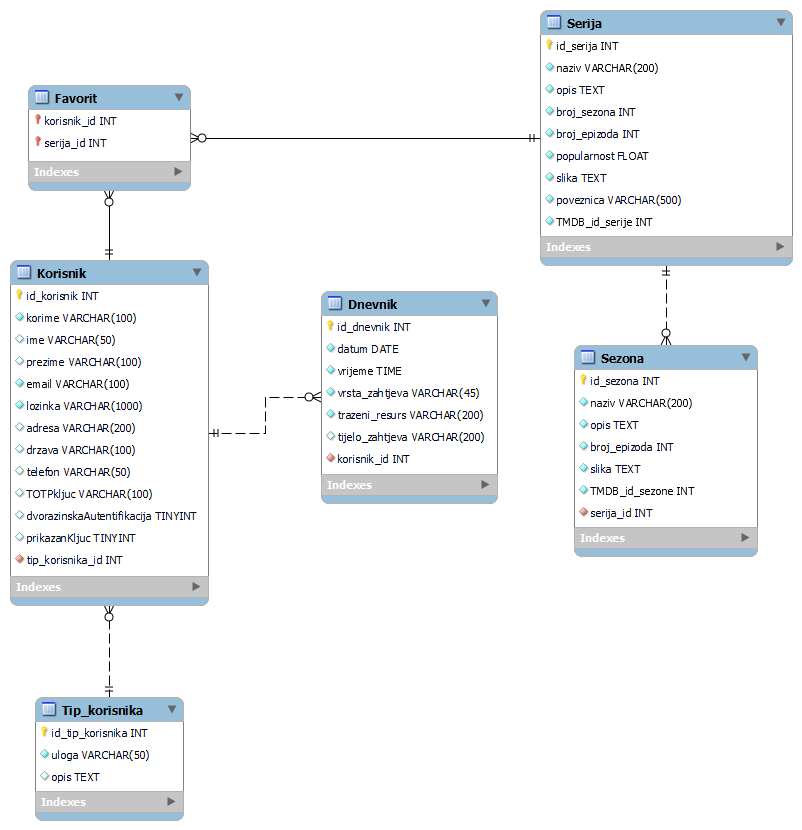 Serija
id_serija INT
naziv VARCHAR(200)
opis TEXT
broj_sezona INT
broj_epizoda INT
popularnost FLOAT
slika TEXT
poveznica VARCHAR(500)
TMDB_id_serije INT
Indexes
Favorit
korisnik_id INT
serija_id INT
Indexes
Korisnik
id_korisnik INT
korime VARCHAR(100)
ime VARCHAR(50)
prezime VARCHAR(100)
email VARCHAR(100)
lozinka VARCHAR(1000)
adresa VARCHAR(200)
drzava VARCHAR(100)
telefon VARCHAR(50)
TOTPkljuc VARCHAR(100)
dvorazinskaAutentifikacija TINYINT
prikazanKljuc TINYINT
tip_korisnika_id INT
Indexes
Dnevnik
id_dnevnik INT
datum DATE
vrijeme TIME
vrsta_zahtjeva VARCHAR(45)
trazeni_resurs VARCHAR(200)
tijelo_zahtjeva VARCHAR(200)
korisnik_id INT
Indexes
Sezona
id_sezona INT
naziv VARCHAR(200)
opis TEXT
broj_epizoda INT
slika TEXT
TMDB_id_sezone INT
serija_id INT
Indexes
Tip_korisnika
id_tip_korisnika INT
uloga VARCHAR(50)
opis TEXT
Indexes